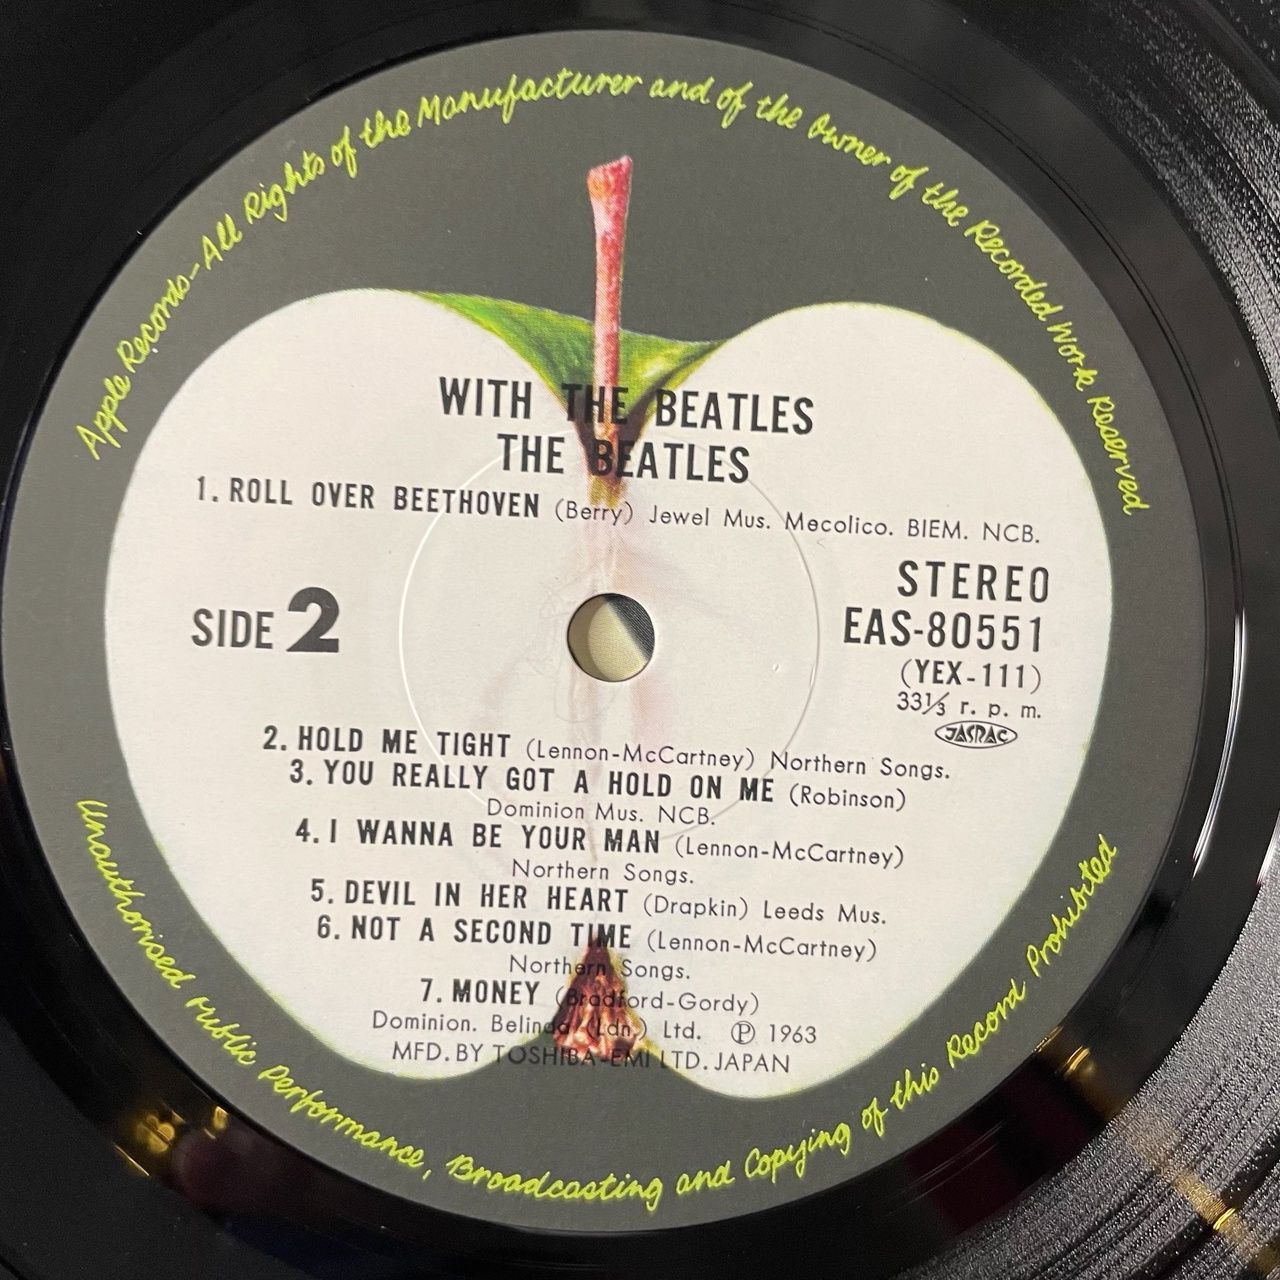 Apple Records-All Rights of the Manufacturer and of the Owner of the Recorded Work Reserved
WITH THE BEATLES
THE BEATLES
1. ROLL OVER BEETHOVEN (Berry) Jewel Mus. Mecolico. BIEM. NCB.
SIDE 2
STEREO
EAS-80551
(YEX-111)
33⅓ r. p. m.
JASRAC
2. HOLD ME TIGHT (Lennon-McCartney) Northern Songs.
3. YOU REALLY GOT A HOLD ON ME (Robinson)
Dominion Mus. NCB.
4. I WANNA BE YOUR MAN (Lennon-McCartney)
Northern Songs.
5. DEVIL IN HER HEART (Drapkin) Leeds Mus.
6. NOT A SECOND TIME (Lennon-McCartney)
Northern Songs.
7. MONEY (Bradford-Gordy)
Dominion. Belinda (Ldn.) Ltd. ℗ 1963
MFD. BY TOSHIBA-EMI LTD. JAPAN
Unauthorised Public Performance, Broadcasting and Copying of this Record Prohibited